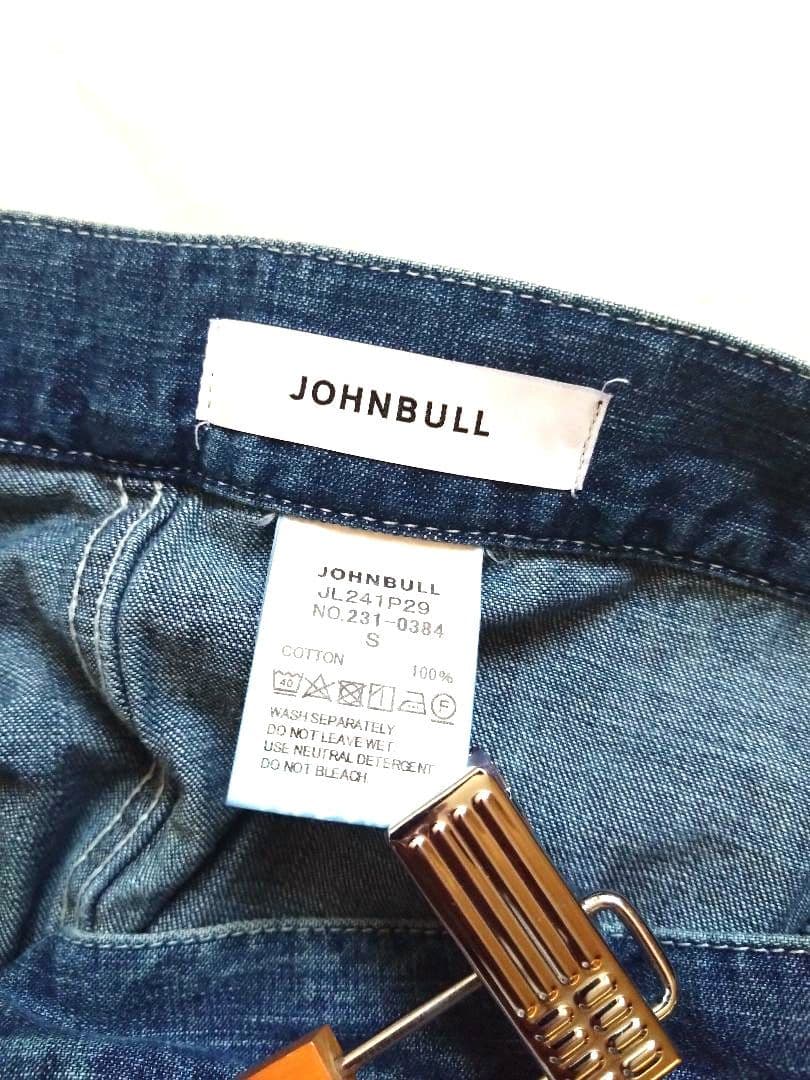 JOHNBULL
JOHNBULL
JL241P29
NO.231-0384
S
COTTON 100%
40 F
WASH SEPARATELY
DO NOT LEAVE WET.
USE NEUTRAL DETERGENT
DO NOT BLEACH